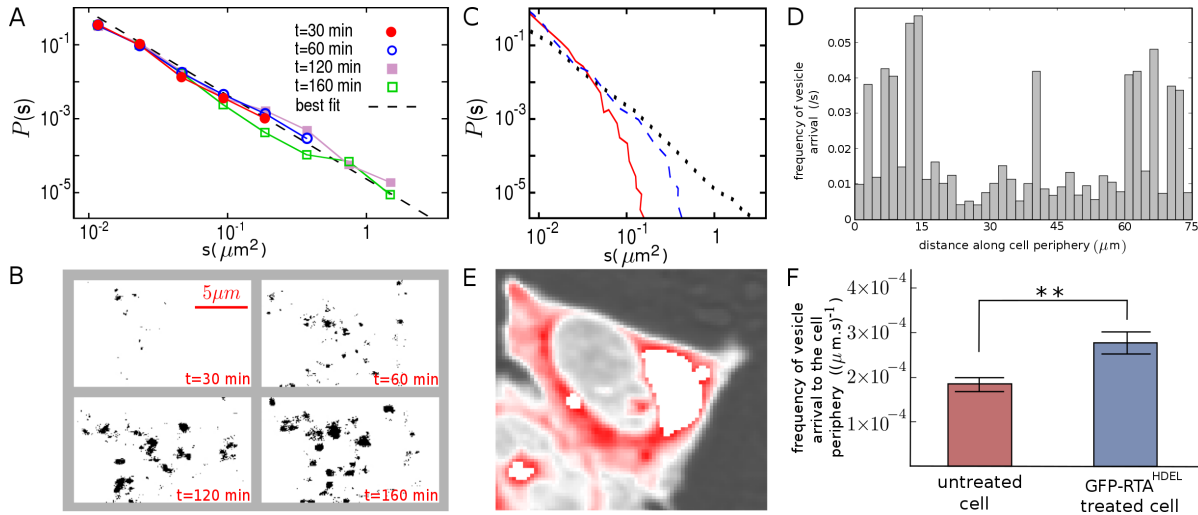 A
10⁻¹
10⁻³
10⁻⁵
P(s)
10⁻²
10⁻¹
1
s( μm²)
t=30 min
t=60 min
t=120 min
t=160 min
best fit
B
5μm
t=30 min
t=60 min
t=120 min
t=160 min
C
10⁻¹
10⁻³
10⁻⁵
P(s)
10⁻²
10⁻¹
1
s( μm²)
D
0.05
0.04
0.03
0.02
0.01
0
frequency of vesicle
arrival (/s)
0
15
30
45
60
75
distance along cell periphery (μm)
E
F
4×10⁻⁴
3×10⁻⁴
2×10⁻⁴
1×10⁻⁴
frequency of vesicle
arrival to the cell
periphery ((μm.s)⁻¹)
**
untreated
cell
GFP-RTAᴴᴰᴱᴸ
treated cell